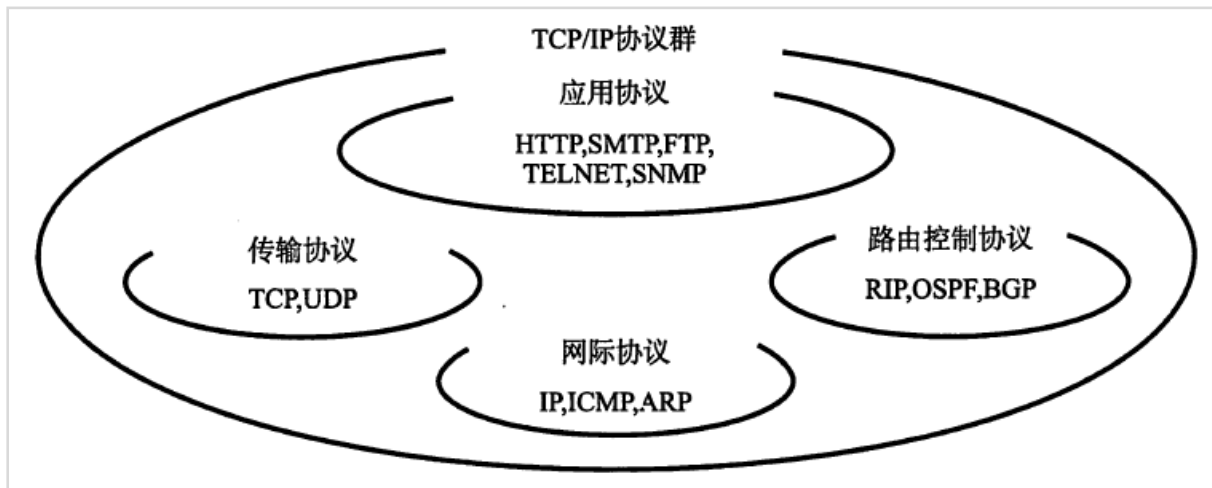 TCP/IP协议群
应用协议
HTTP,SMTP,FTP,
TELNET,SNMP
传输协议
TCP,UDP
路由控制协议
RIP,OSPF,BGP
网际协议
IP,ICMP,ARP